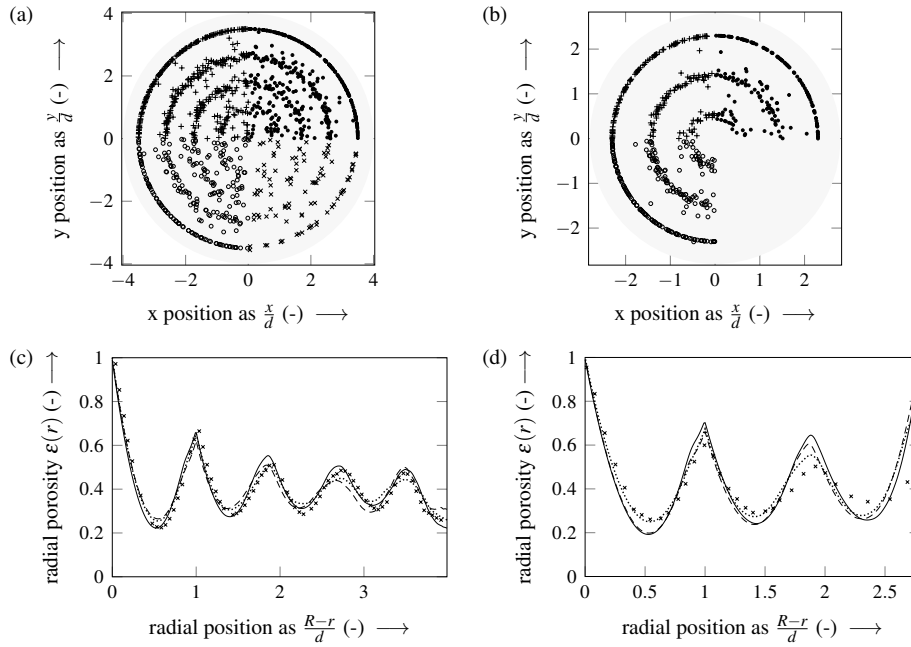 (a)
4
2
0
−2
−4
y position as y/d (-) ⟶
−4 −2 0 2 4
x position as x/d (-) ⟶
(b)
2
1
0
−1
−2
y position as y/d (-) ⟶
−2 −1 0 1 2
x position as x/d (-) ⟶
(c)
1
0.8
0.6
0.4
0.2
0
radial porosity ε(r) (-) ⟶
0 1 2 3
radial position as R−r/d (-) ⟶
(d)
1
0.8
0.6
0.4
0.2
0
radial porosity ε(r) (-) ⟶
0 0.5 1 1.5 2 2.5
radial position as R−r/d (-) ⟶